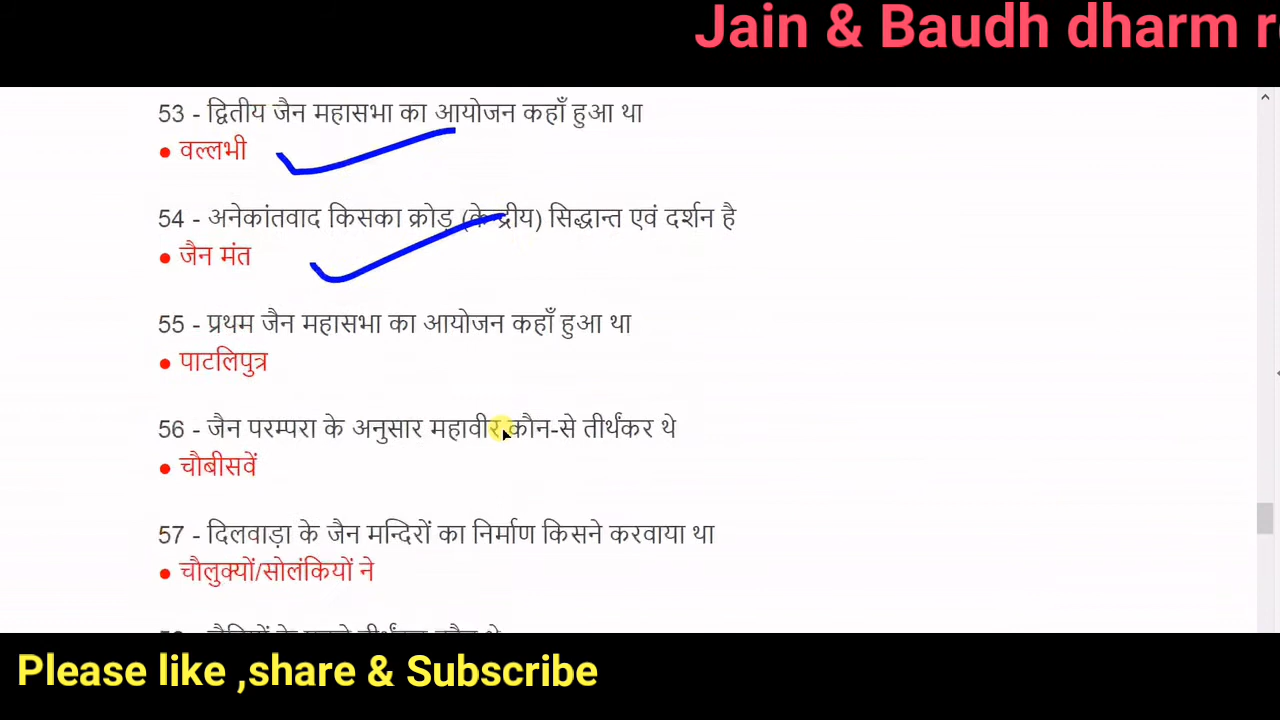 Jain & Baudh dharm r
53 - द्वितीय जैन महासभा का आयोजन कहाँ हुआ था
● वल्लभी
54 - अनेकांतवाद किसका क्रोड़ (केन्द्रीय) सिद्धान्त एवं दर्शन है
● जैन मंत
55 - प्रथम जैन महासभा का आयोजन कहाँ हुआ था
● पाटलिपुत्र
56 - जैन परम्परा के अनुसार महावीर कौन-से तीर्थंकर थे
● चौबीसवें
57 - दिलवाड़ा के जैन मन्दिरों का निर्माण किसने करवाया था
● चौलुक्यों/सोलंकियों ने
Please like ,share & Subscribe